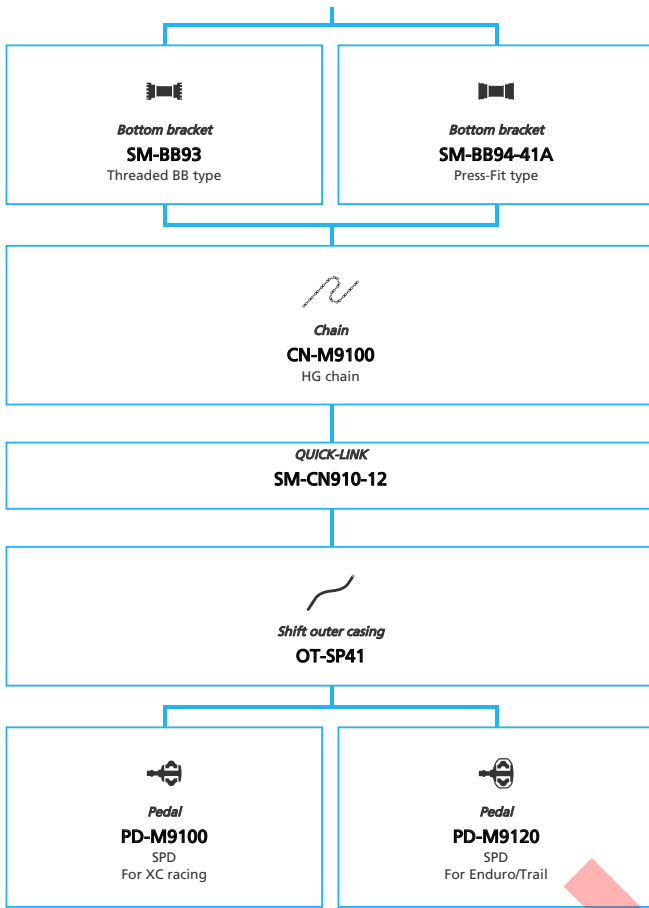 Bottom bracket
SM-BB93
Threaded BB type
Bottom bracket
SM-BB94-41A
Press-Fit type
Chain
CN-M9100
HG chain
QUICK-LINK
SM-CN910-12
Shift outer casing
OT-SP41
Pedal
PD-M9100
SPD
For XC racing
Pedal
PD-M9120
SPD
For Enduro/Trail